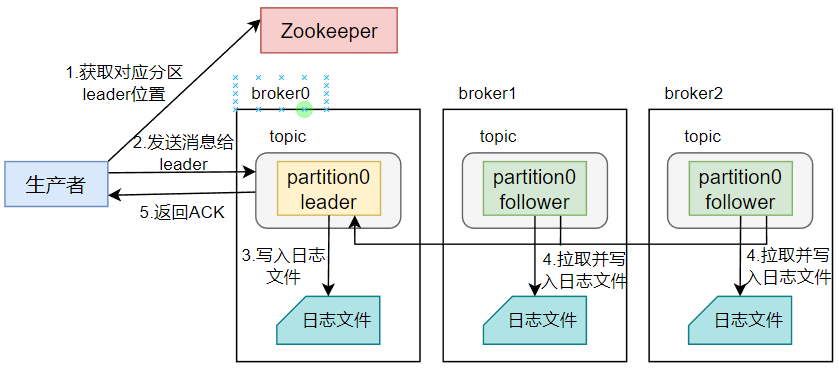 Zookeeper
1.获取对应分区
leader位置
broker0
broker1
broker2
topic
topic
topic
2.发送消息给
leader
生产者
partition0
leader
partition0
follower
partition0
follower
5.返回ACK
3.写入日志
文件
4.拉取并写
入日志文件
4.拉取并写
入日志文件
日志文件
日志文件
日志文件